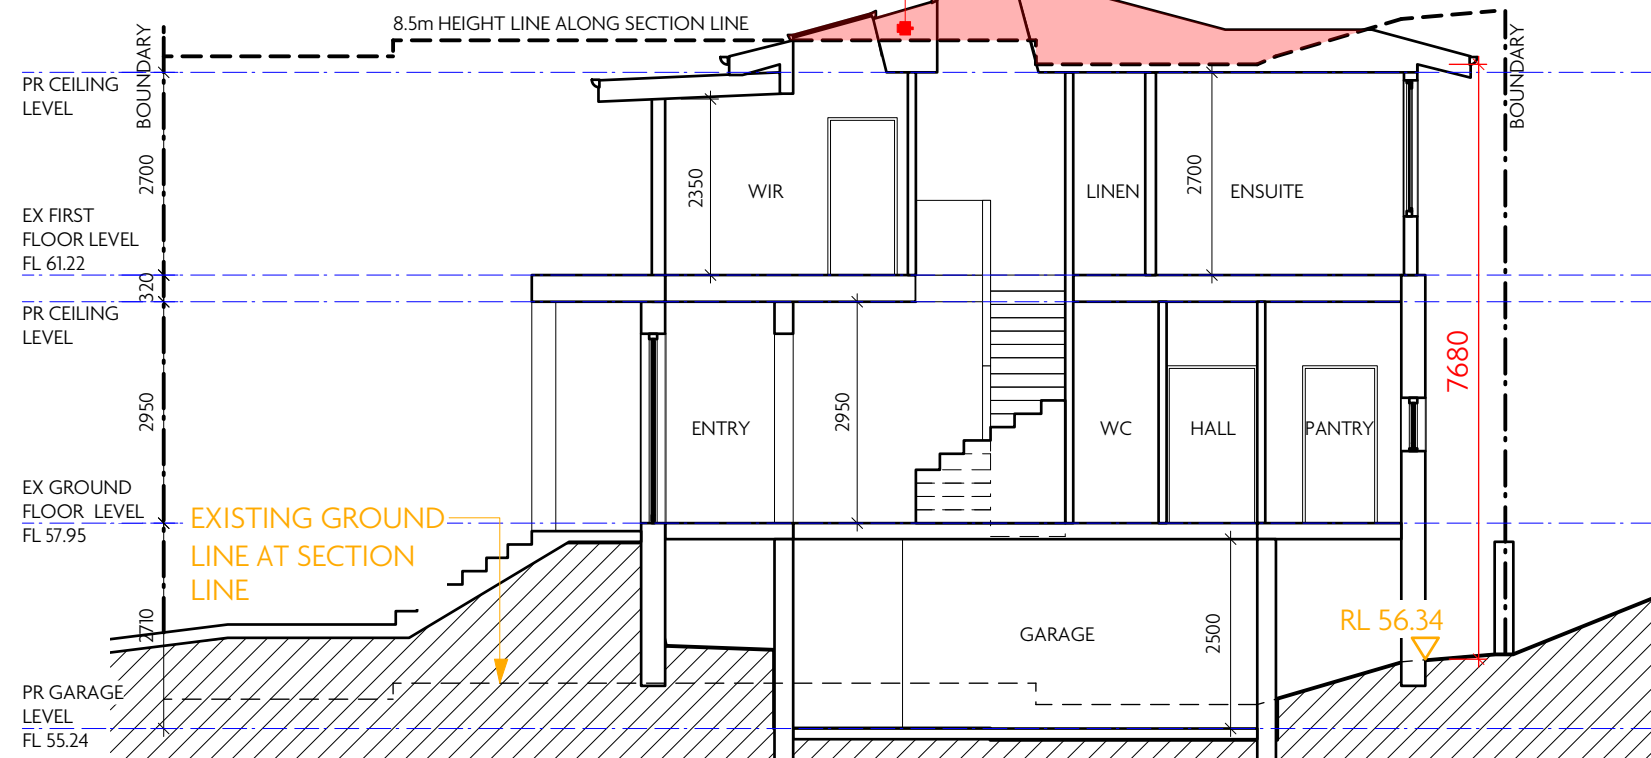 8.5m HEIGHT LINE ALONG SECTION LINE
BOUNDARY
BOUNDARY
PR CEILING
LEVEL
2700
2350
WIR
LINEN
2700
ENSUITE
EX FIRST
FLOOR LEVEL
FL 61.22
320
PR CEILING
LEVEL
7680
2950
ENTRY
2950
WC
HALL
PANTRY
EX GROUND
FLOOR LEVEL
FL 57.95
EXISTING GROUND
LINE AT SECTION
LINE
2710
GARAGE
2500
RL 56.34
PR GARAGE
LEVEL
FL 55.24